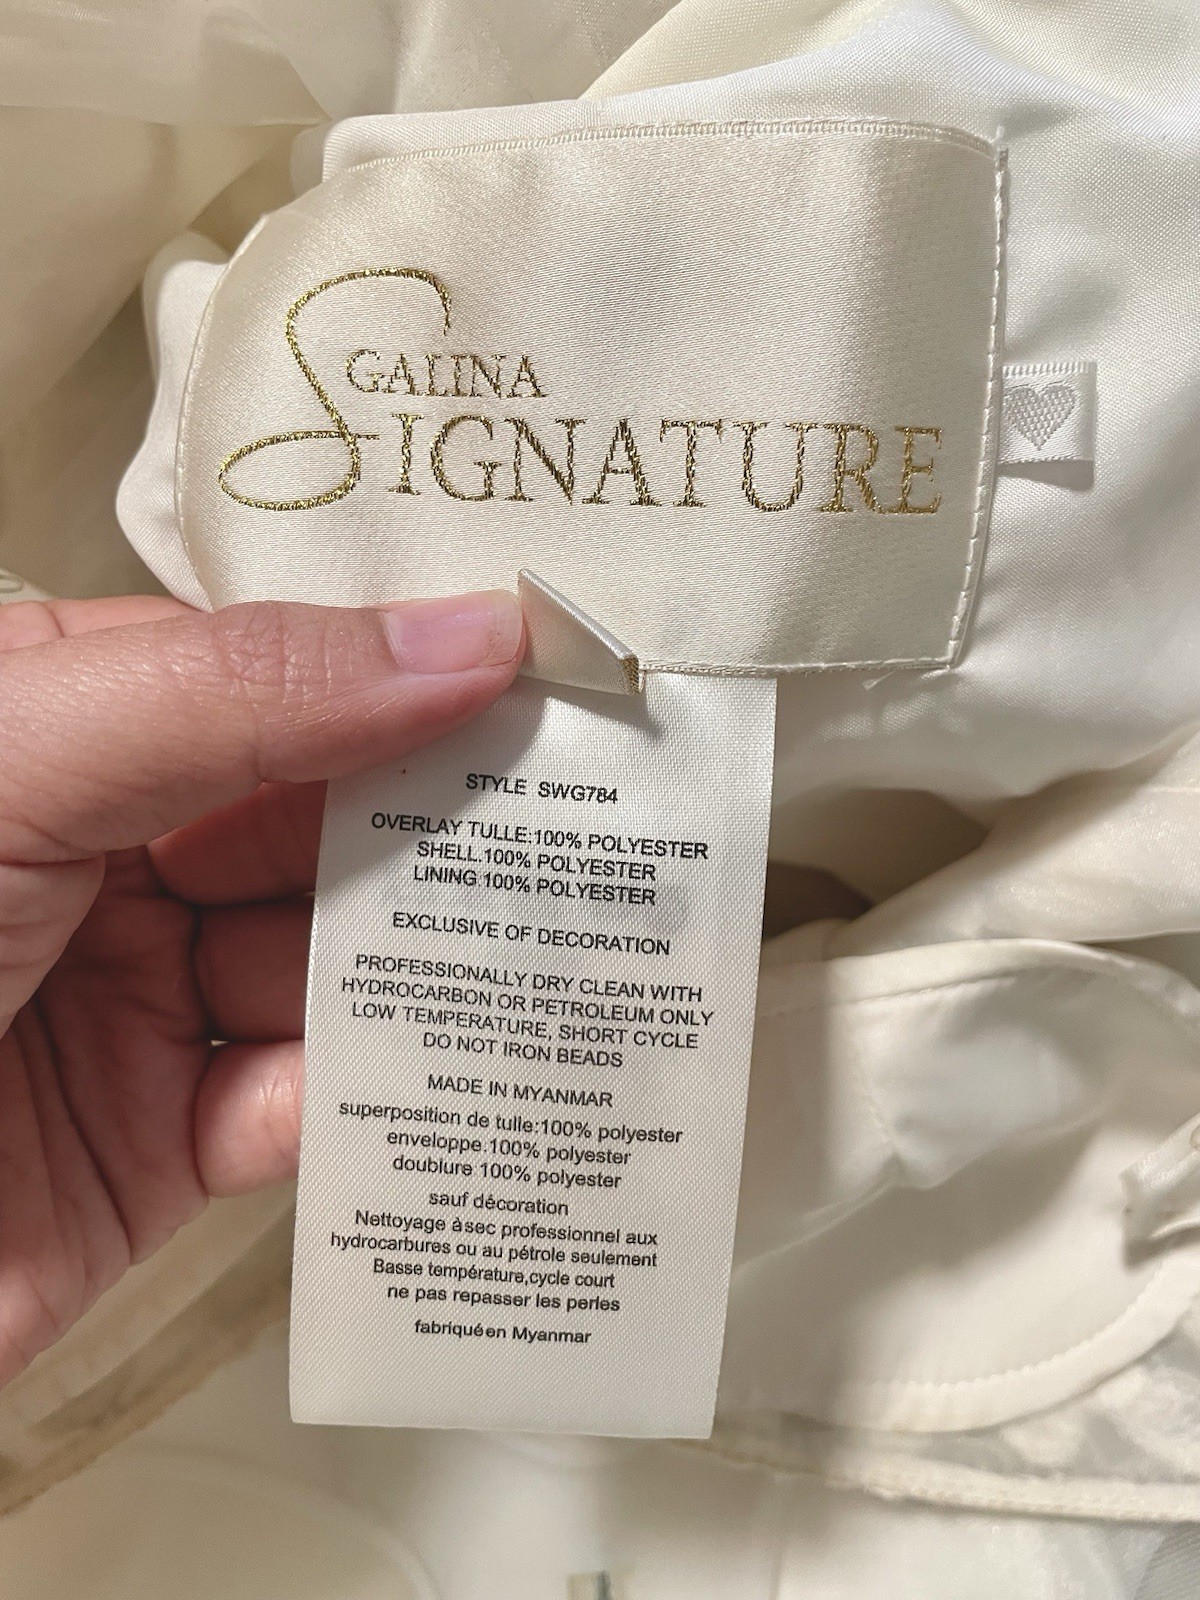 GALINA
SIGNATURE
STYLE SWG784
OVERLAY TULLE:100% POLYESTER
SHELL.100% POLYESTER
LINING 100% POLYESTER
EXCLUSIVE OF DECORATION
PROFESSIONALLY DRY CLEAN WITH
HYDROCARBON OR PETROLEUM ONLY
LOW TEMPERATURE, SHORT CYCLE
DO NOT IRON BEADS
MADE IN MYANMAR
superposition de tulle:100% polyester
enveloppe.100% polyester
doublure 100% polyester
sauf décoration
Nettoyage àsec professionnel aux
hydrocarbures ou au pétrole seulement
Basse température,cycle court
ne pas repasser les perles
fabriquéen Myanmar